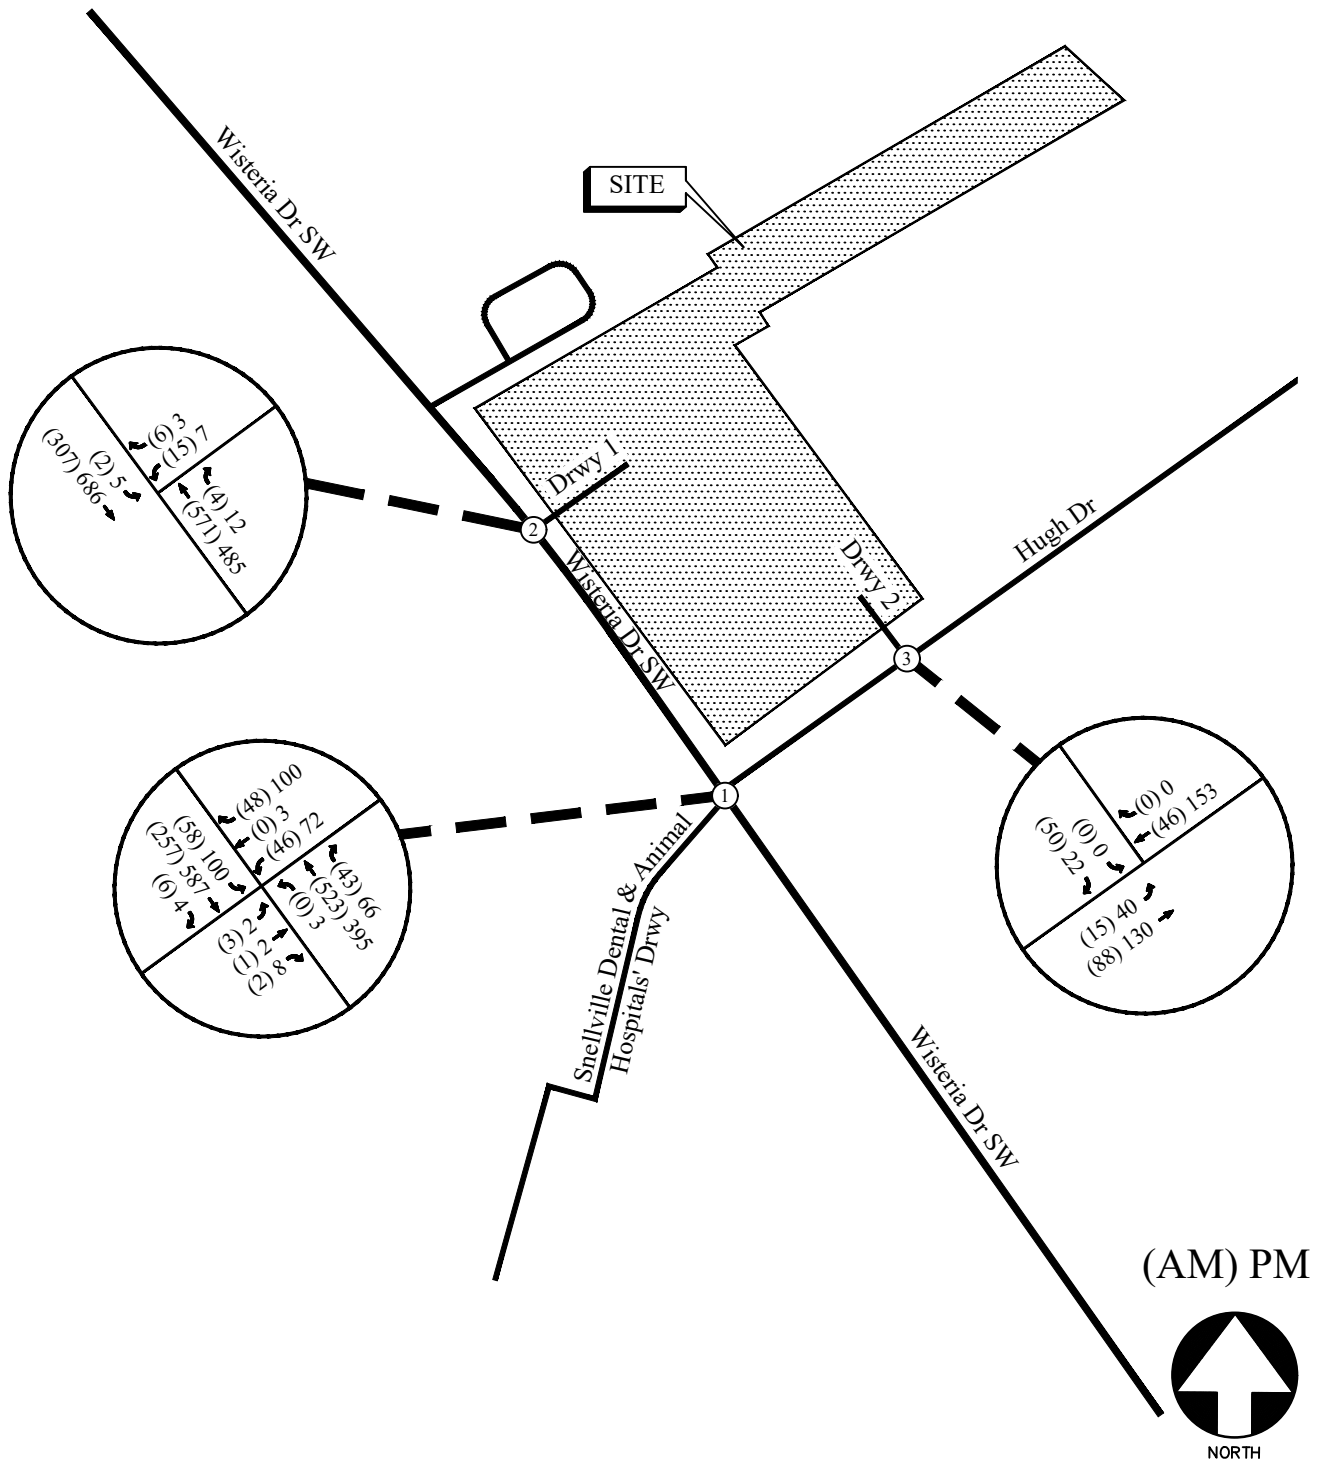 Wisteria Dr SW
SITE
Drwy 1
2
Wisteria Dr SW
Drwy 2
Hugh Dr
3
1
(6) 3
(15) 7
(2) 5
(307) 686
(4) 12
(571) 485
(48) 100
(0) 3
(46) 72
(58) 100
(257) 587
(6) 4
(43) 66
(523) 395
(0) 3
(3) 2
(1) 2
(2) 8
(0) 0
(46) 153
(0) 0
(50) 22
(15) 40
(88) 130
Snellville Dental & Animal
Hospitals' Drwy
Wisteria Dr SW
(AM) PM
NORTH